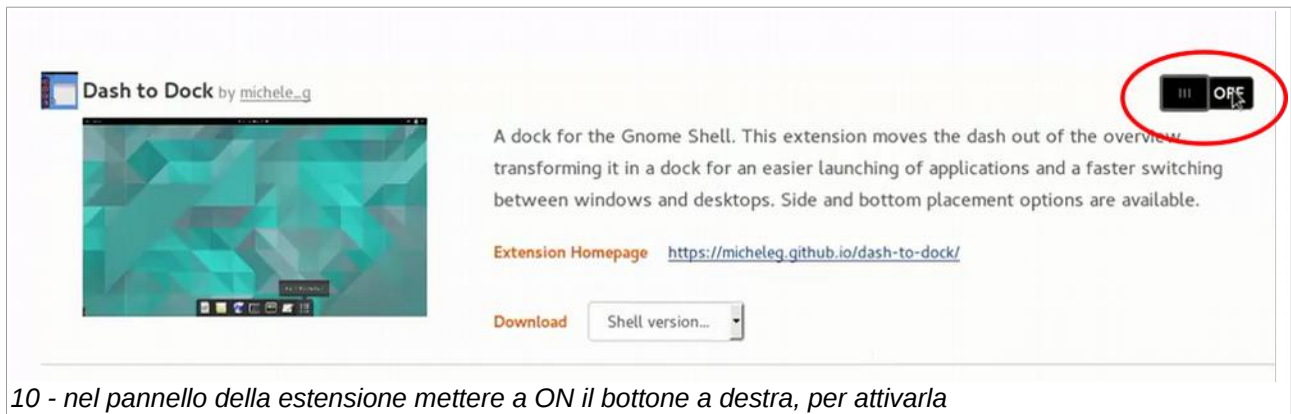 Dash to Dock by michele_g
OFF
A dock for the Gnome Shell. This extension moves the dash out of the overview
transforming it in a dock for an easier launching of applications and a faster switching
between windows and desktops. Side and bottom placement options are available.
Extension Homepage https://micheleg.github.io/dash-to-dock/
Download Shell version...
10 - nel pannello della estensione mettere a ON il bottone a destra, per attivarla